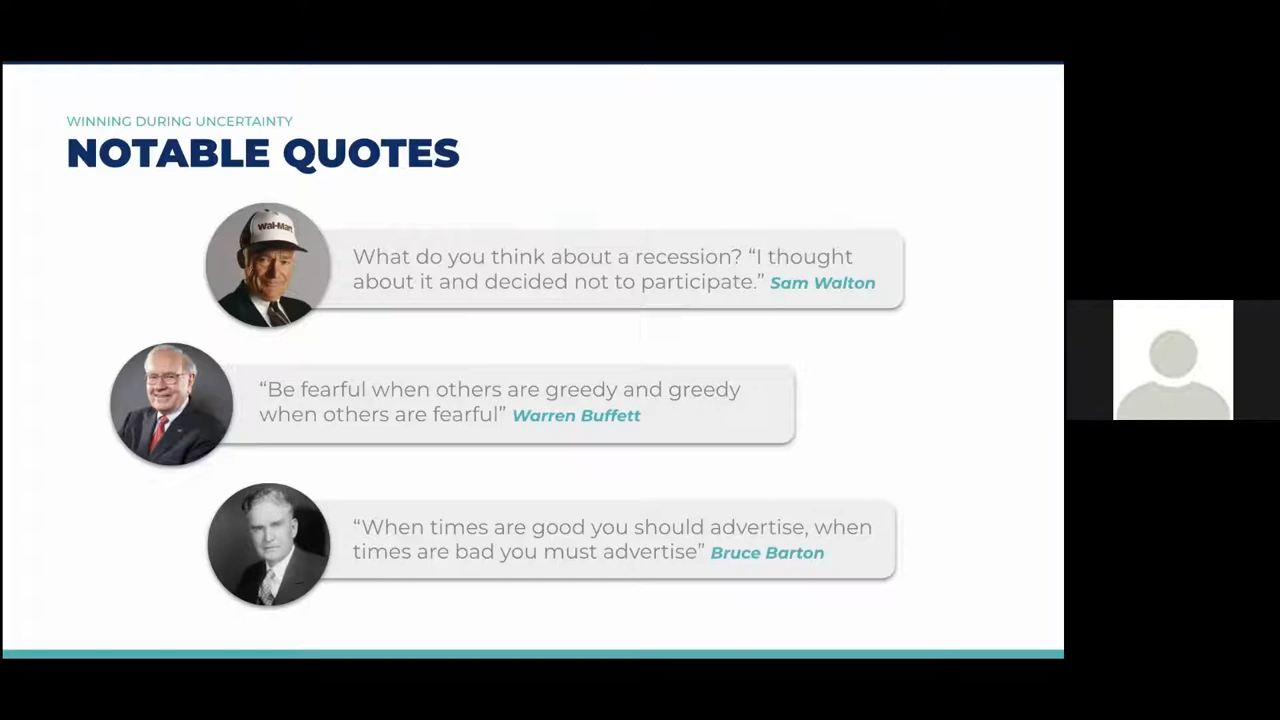 WINNING DURING UNCERTAINTY
NOTABLE QUOTES
Wal-Mart
What do you think about a recession? “I thought
about it and decided not to participate.” Sam Walton
“Be fearful when others are greedy and greedy
when others are fearful” Warren Buffett
“When times are good you should advertise, when
times are bad you must advertise” Bruce Barton